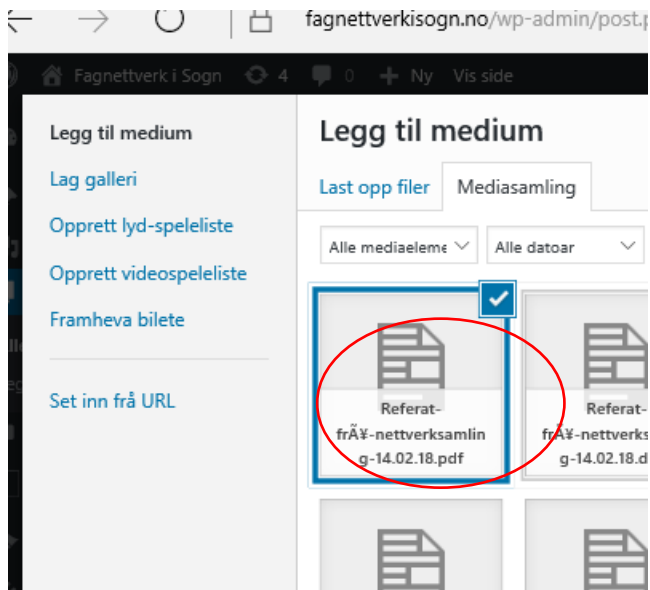 fagnettverkisogn.no/wp-admin/post.p
Fagnettverk i Sogn 4 0 Ny Vis side
Legg til medium
Lag galleri
Opprett lyd-speleliste
Opprett videospeleliste
Framheva bilete
Set inn frå URL
Legg til medium
Last opp filer Mediasamling
Alle mediaeleme Alle datoar
Referat-
frÃ¥-nettverksamlin
g-14.02.18.pdf
Referat-
frÃ¥-nettverks
g-14.02.18.d